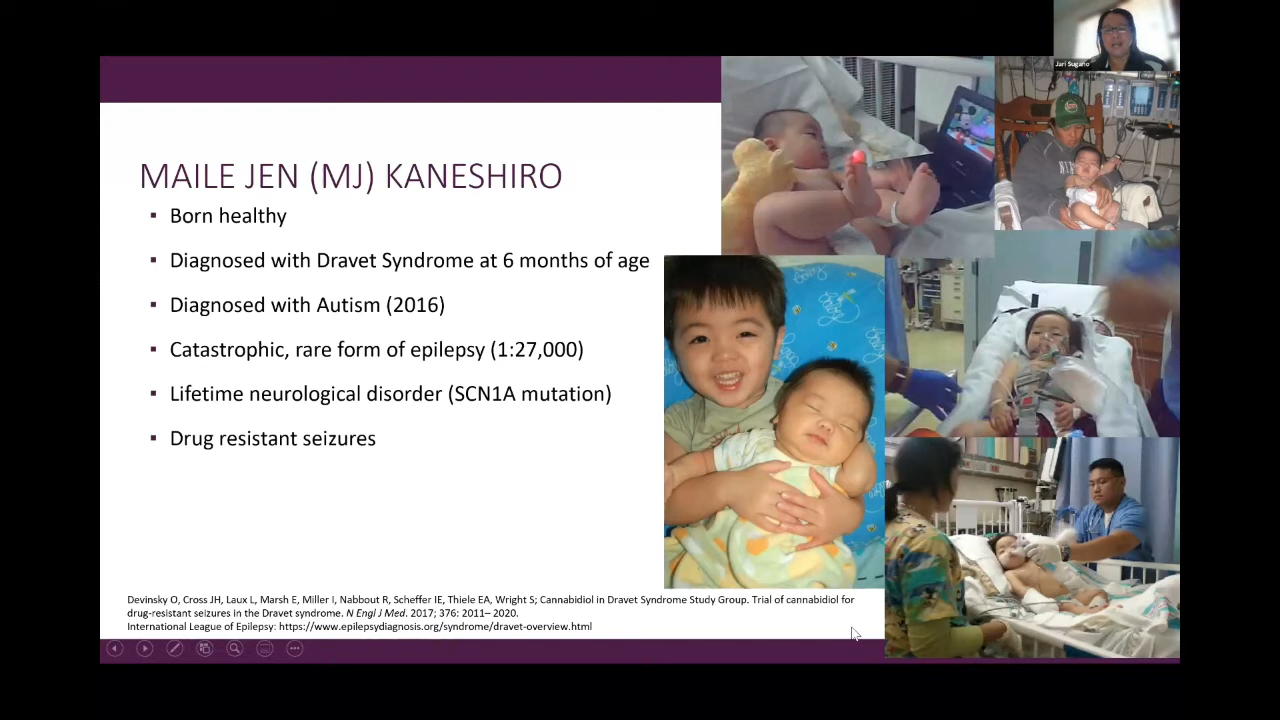 Jari Sugano
MAILE JEN (MJ) KANESHIRO
▪ Born healthy
▪ Diagnosed with Dravet Syndrome at 6 months of age
▪ Diagnosed with Autism (2016)
▪ Catastrophic, rare form of epilepsy (1:27,000)
▪ Lifetime neurological disorder (SCN1A mutation)
▪ Drug resistant seizures
Devinsky O, Cross JH, Laux L, Marsh E, Miller I, Nabbout R, Scheffer IE, Thiele EA, Wright S; Cannabidiol in Dravet Syndrome Study Group. Trial of cannabidiol for
drug-resistant seizures in the Dravet syndrome. N Engl J Med. 2017; 376: 2011– 2020.
International League of Epilepsy: https://www.epilepsydiagnosis.org/syndrome/dravet-overview.html